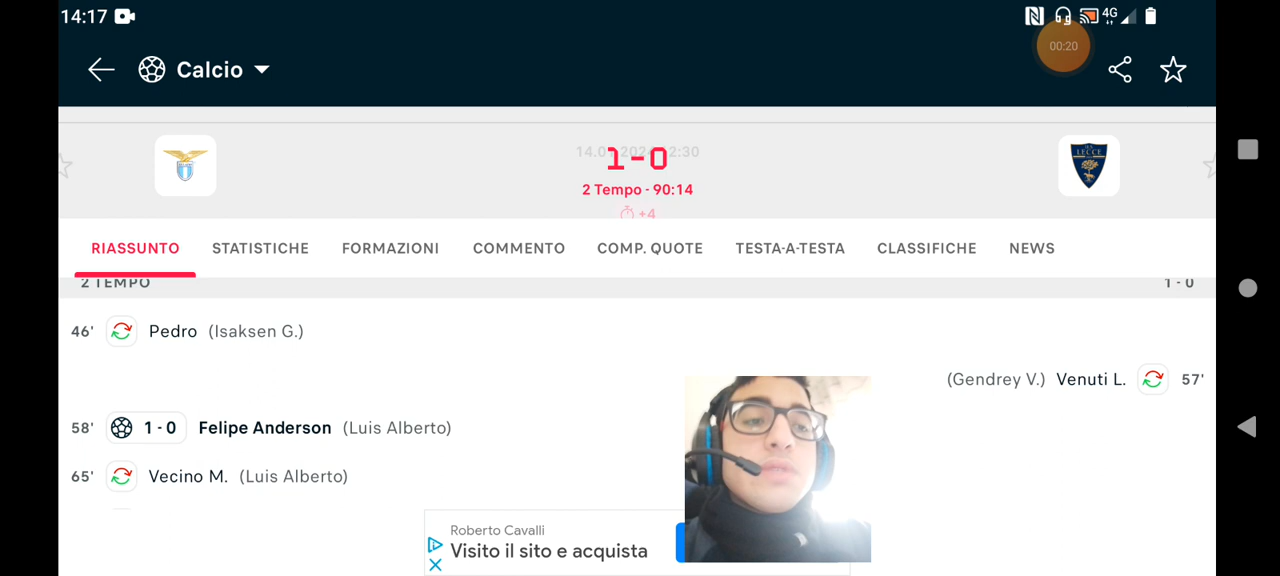 14:17
4G
00:20
Calcio
1-0
2 Tempo - 90:14
+4
RIASSUNTO STATISTICHE FORMAZIONI COMMENTO COMP. QUOTE TESTA-A-TESTA CLASSIFICHE NEWS
2 TEMPO 1 - 0
46' Pedro (Isaksen G.)
(Gendrey V.) Venuti L. 57'
58' 1 - 0 Felipe Anderson (Luis Alberto)
65' Vecino M. (Luis Alberto)
Roberto Cavalli
Visito il sito e acquista
LECCE